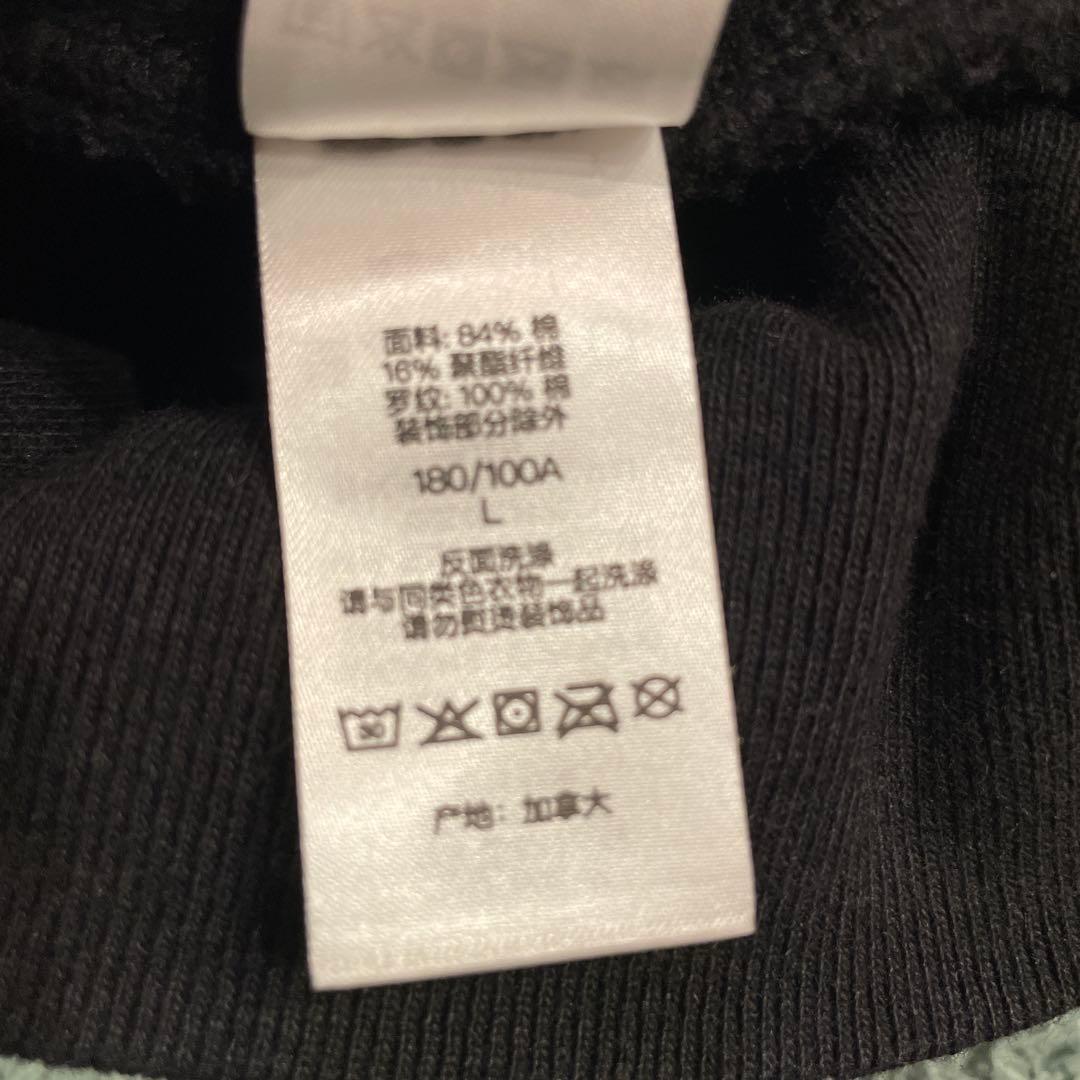 面料: 84% 棉
16% 聚酯纤维
罗纹: 100% 棉
装饰部分除外
180/100A
L
反面洗涤
请与同类色衣物一起洗涤
请勿熨烫装饰品
30
产地: 加拿大